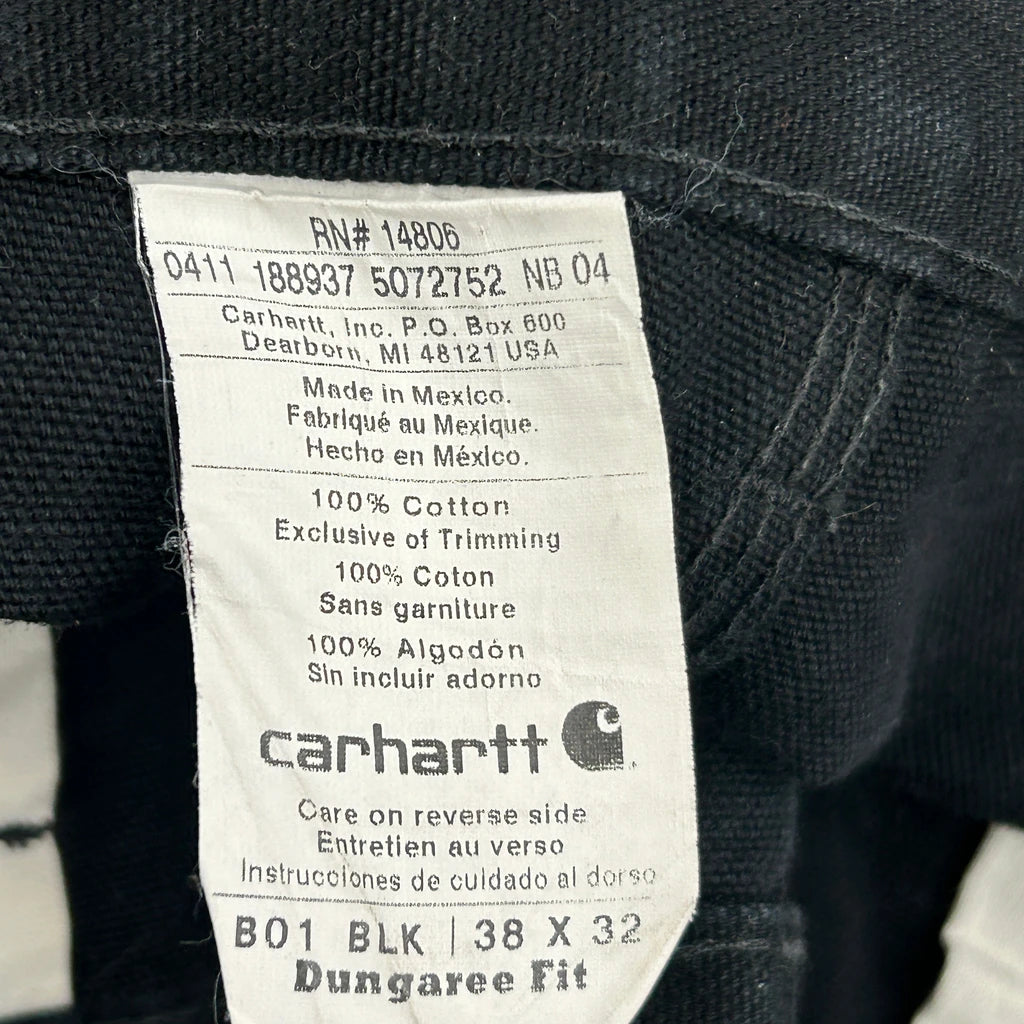 RN# 14806
0411 188937 5072752 NB 04
Carhartt, Inc. P.O. Box 600
Dearborn, MI 48121 USA
Made in Mexico.
Fabriqué au Mexique.
Hecho en México.
100% Cotton
Exclusive of Trimming
100% Coton
Sans garniture
100% Algodón
Sin incluir adorno
carhartt
Care on reverse side
Entretien au verso
Instrucciones de cuidado al dorso
B01 BLK | 38 X 32
Dungaree Fit